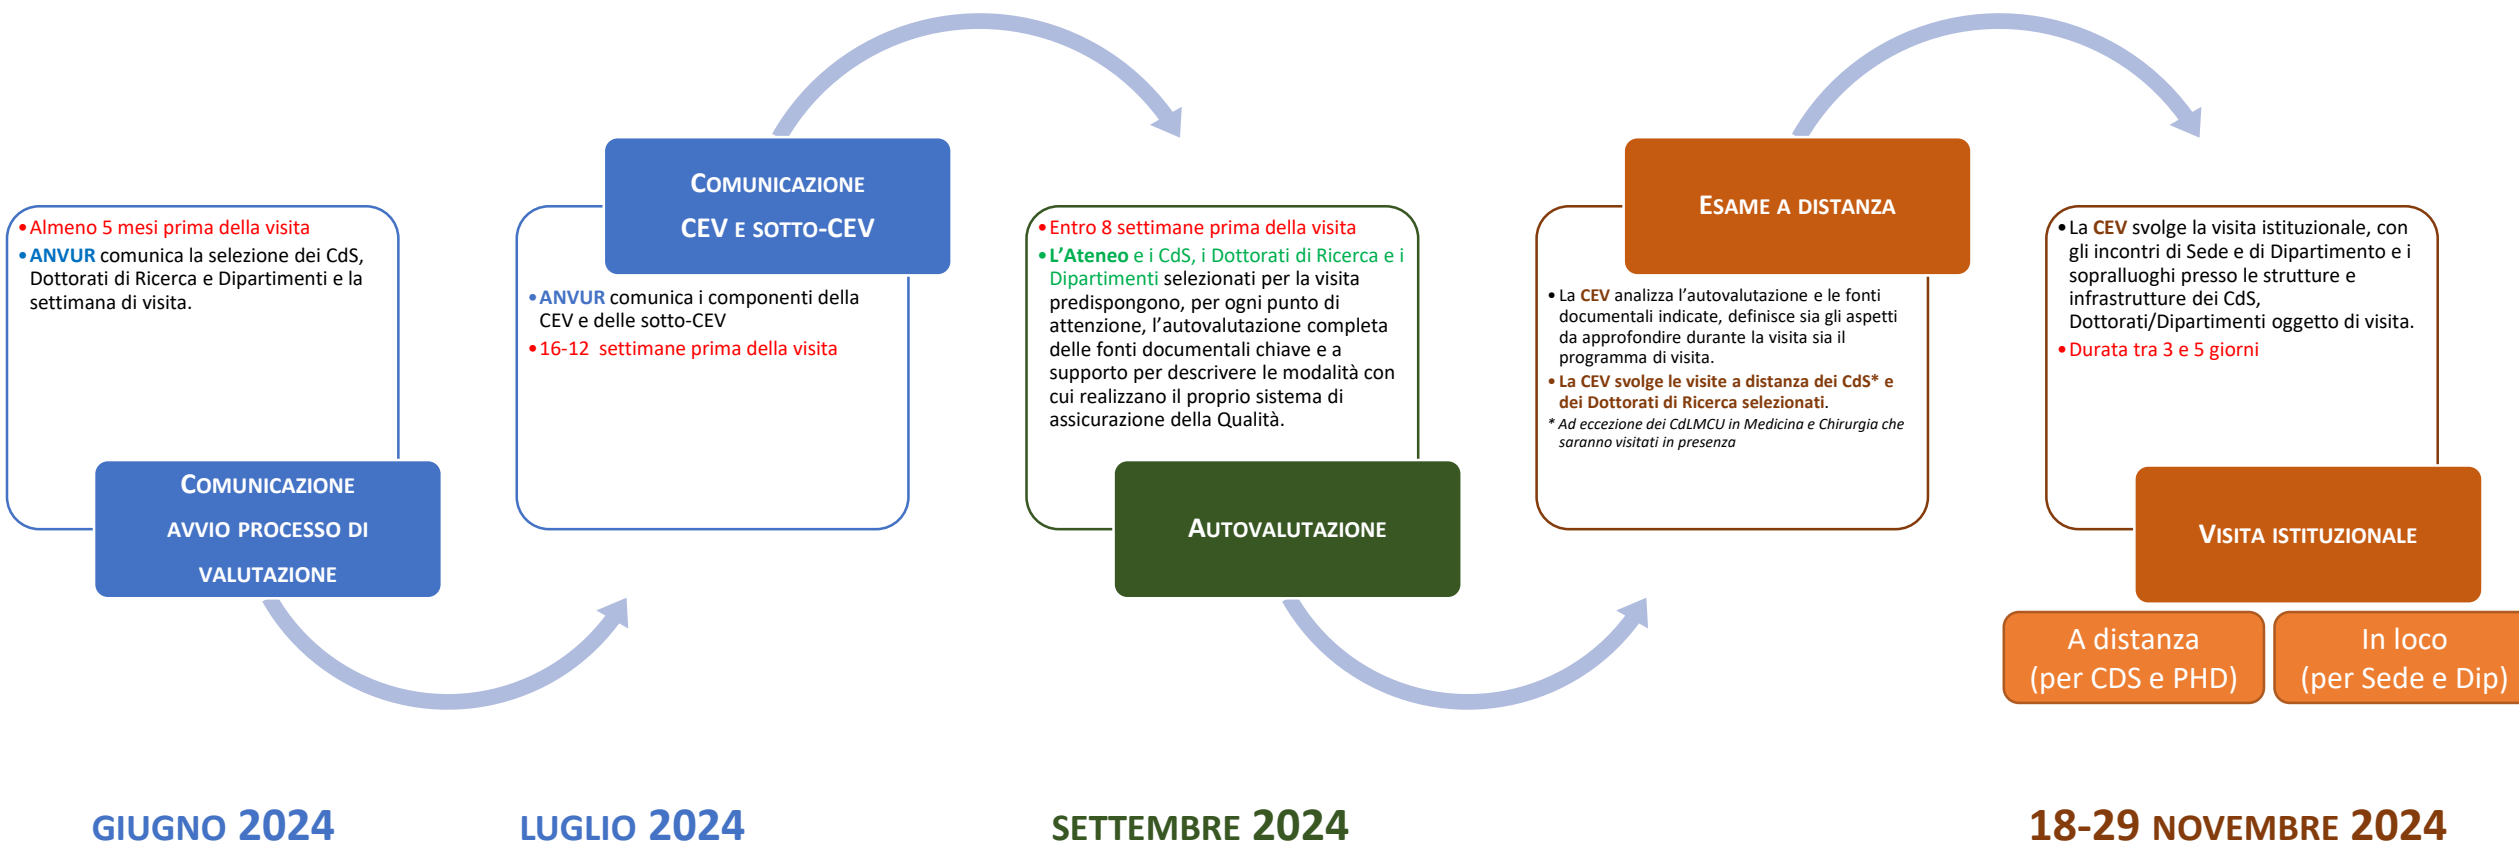 • Almeno 5 mesi prima della visita
• ANVUR comunica la selezione dei CdS,
Dottorati di Ricerca e Dipartimenti e la
settimana di visita.
COMUNICAZIONE
AVVIO PROCESSO DI
VALUTAZIONE
COMUNICAZIONE
CEV E SOTTO-CEV
• ANVUR comunica i componenti della
CEV e delle sotto-CEV
• 16-12 settimane prima della visita
• Entro 8 settimane prima della visita
• L'Ateneo e i CdS, i Dottorati di Ricerca e i
Dipartimenti selezionati per la visita
predispongono, per ogni punto di
attenzione, l'autovalutazione completa
delle fonti documentali chiave e a
supporto per descrivere le modalità con
cui realizzano il proprio sistema di
assicurazione della Qualità.
AUTOVALUTAZIONE
ESAME A DISTANZA
• La CEV analizza l'autovalutazione e le fonti
documentali indicate, definisce sia gli aspetti
da approfondire durante la visita sia il
programma di visita.
• La CEV svolge le visite a distanza dei CdS* e
dei Dottorati di Ricerca selezionati.
* Ad eccezione dei CdLMCU in Medicina e Chirurgia che
saranno visitati in presenza
• La CEV svolge la visita istituzionale, con
gli incontri di Sede e di Dipartimento e i
sopralluoghi presso le strutture e
infrastrutture dei CdS,
Dottorati/Dipartimenti oggetto di visita.
• Durata tra 3 e 5 giorni
VISITA ISTITUZIONALE
A distanza
(per CDS e PHD)
In loco
(per Sede e Dip)
GIUGNO 2024
LUGLIO 2024
SETTEMBRE 2024
18-29 NOVEMBRE 2024